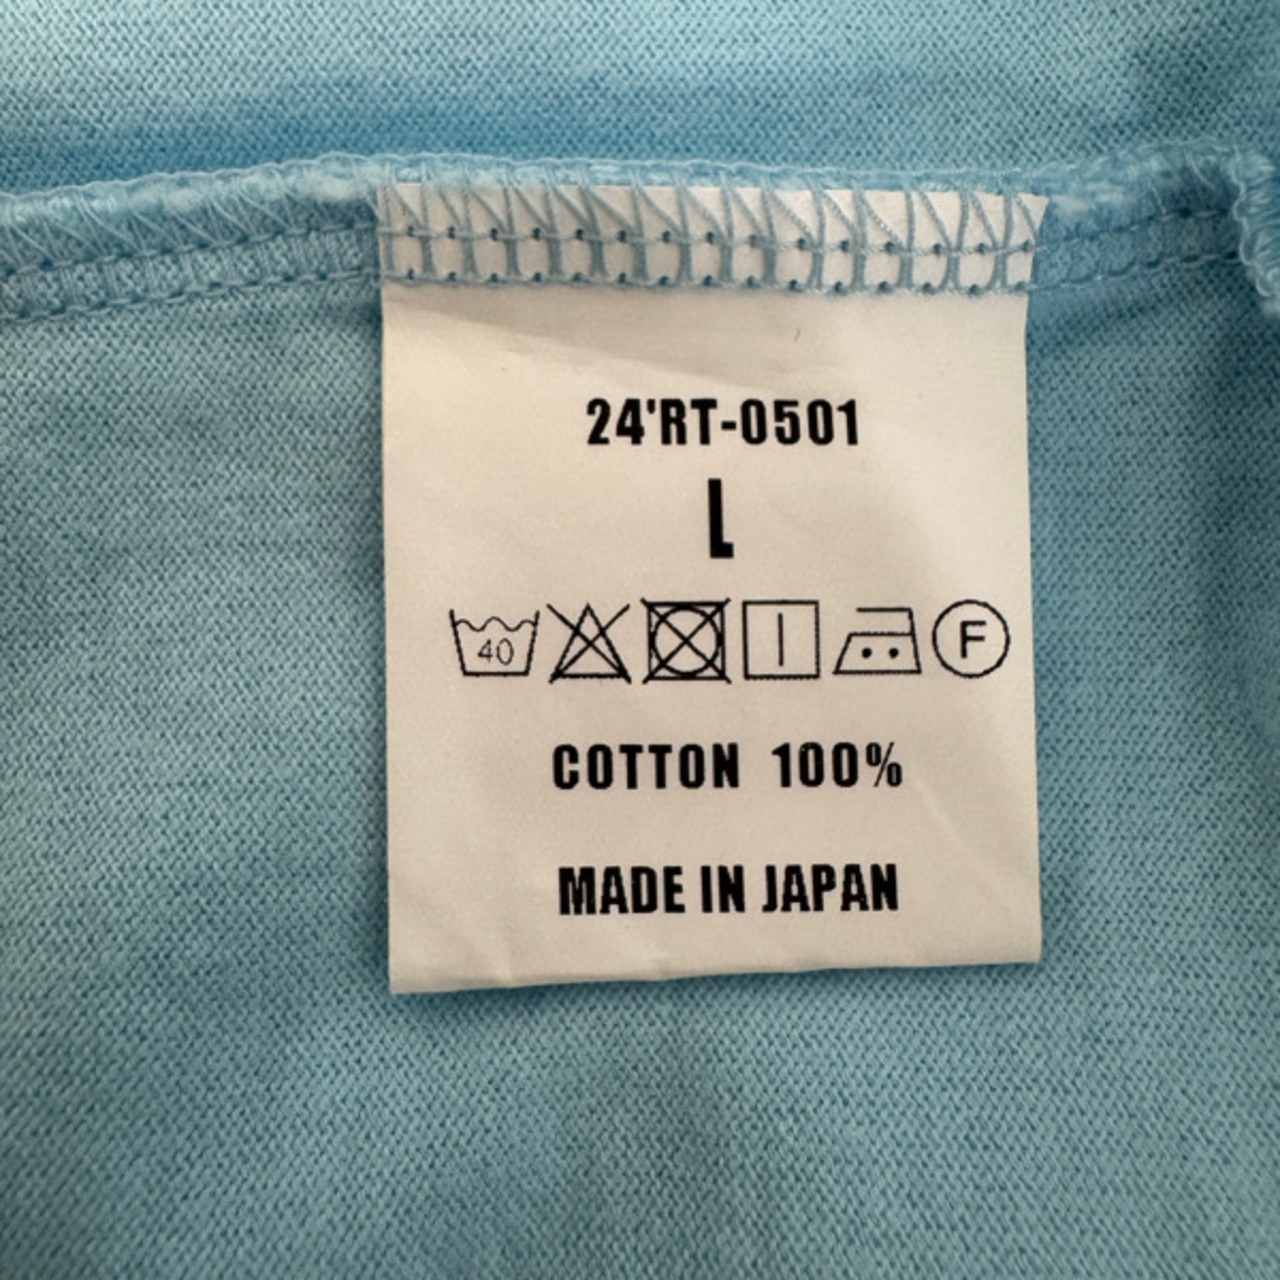 24'RT-0501
L
40 F
COTTON 100%
MADE IN JAPAN